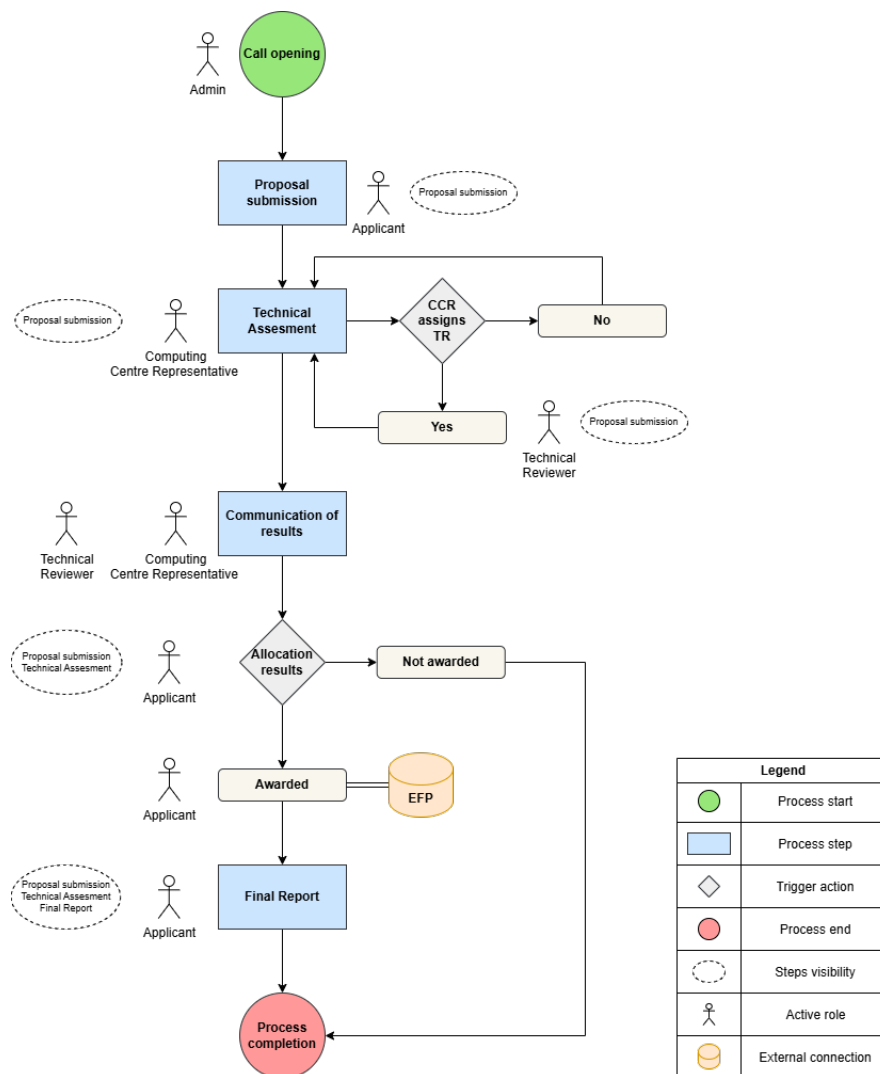 Call opening
Admin
Proposal
submission
Applicant
Proposal submission
Proposal submission
Computing
Centre Representative
Technical
Assesment
CCR
assigns
TR
No
Yes
Technical
Reviewer
Proposal submission
Technical
Reviewer
Computing
Centre Representative
Communication of
results
Proposal submission
Technical Assesment
Applicant
Allocation
results
Not awarded
Applicant
Awarded
EFP
Proposal submission
Technical Assesment
Final Report
Applicant
Final Report
Process
completion
Legend
Process start
Process step
Trigger action
Process end
Steps visibility
Active role
External connection